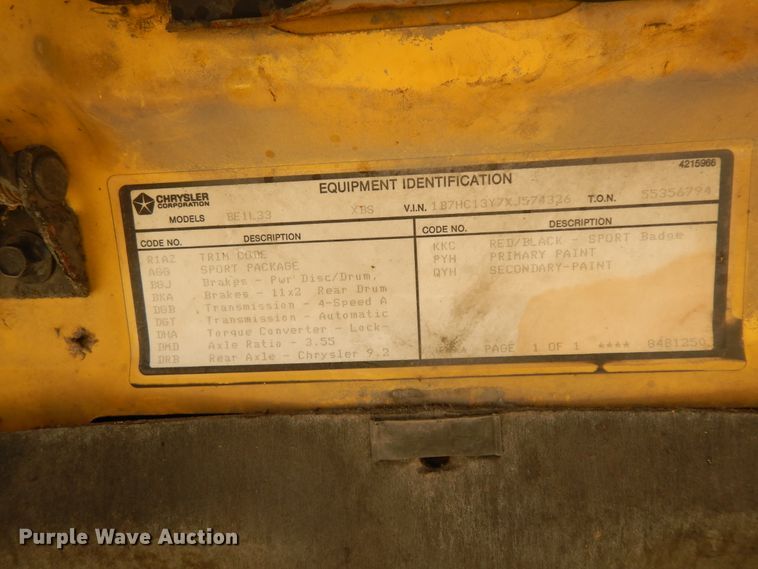 4215966
EQUIPMENT IDENTIFICATION
CHRYSLER
CORPORATION
MODELS BE1L33 XBS V.I.N. 1B7HC13Y7XJ574326 T.O.N. 55356794
CODE NO. DESCRIPTION CODE NO. DESCRIPTION
R1AZ TRIM CODE
AGG SPORT PACKAGE
BGJ Brakes - Pwr Disc/Drum,
BKA Brakes - 11x2 Rear Drum
DGB Transmission - 4-Speed A
DGT Transmission - Automatic
DHA Torque Converter - Lock-
DMD Axle Ratio - 3.55
DRB Rear Axle - Chrysler 9.2
KKC RED/BLACK - SPORT Badge
PYH PRIMARY PAINT
QYH SECONDARY-PAINT
PAGE 1 OF 1 **** 8481250
Purple Wave Auction